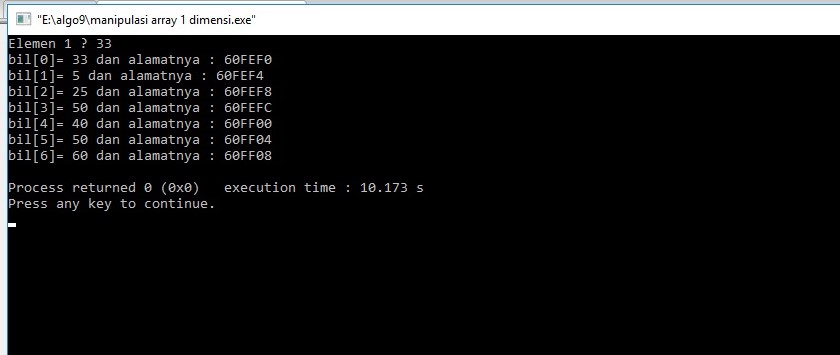 "E:\algo9\manipulasi array 1 dimensi.exe"
Elemen 1 ? 33
bil[0]= 33 dan alamatnya : 60FEF0
bil[1]= 5 dan alamatnya : 60FEF4
bil[2]= 25 dan alamatnya : 60FEF8
bil[3]= 50 dan alamatnya : 60FEFC
bil[4]= 40 dan alamatnya : 60FF00
bil[5]= 50 dan alamatnya : 60FF04
bil[6]= 60 dan alamatnya : 60FF08
Process returned 0 (0x0)   execution time : 10.173 s
Press any key to continue.